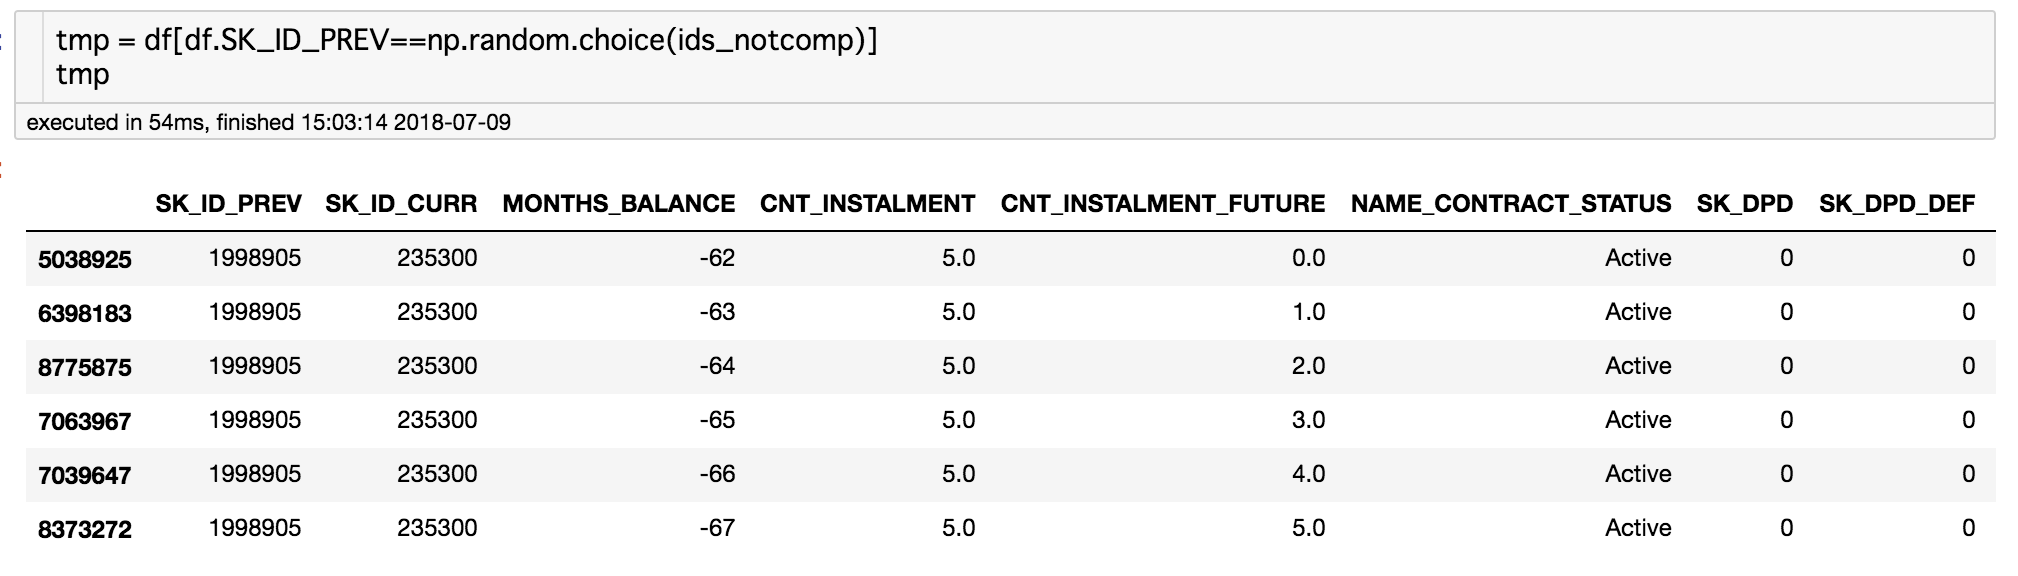 tmp = df[df.SK_ID_PREV==np.random.choice(ids_notcomp)]
tmp
executed in 54ms, finished 15:03:14 2018-07-09
SK_ID_PREV SK_ID_CURR MONTHS_BALANCE CNT_INSTALMENT CNT_INSTALMENT_FUTURE NAME_CONTRACT_STATUS SK_DPD SK_DPD_DEF
5038925 1998905 235300 -62 5.0 0.0 Active 0 0
6398183 1998905 235300 -63 5.0 1.0 Active 0 0
8775875 1998905 235300 -64 5.0 2.0 Active 0 0
7063967 1998905 235300 -65 5.0 3.0 Active 0 0
7039647 1998905 235300 -66 5.0 4.0 Active 0 0
8373272 1998905 235300 -67 5.0 5.0 Active 0 0